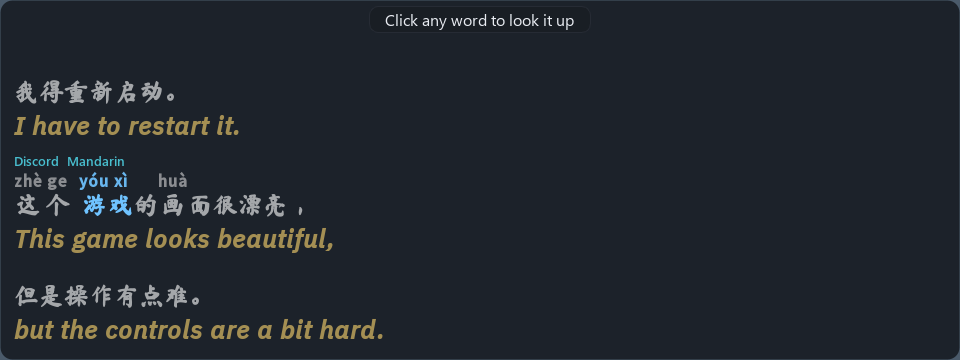 Click any word to look it up
我得重新启动。
I have to restart it.
Discord Mandarin
zhè ge yóu xì huà
这个 游戏的画面很漂亮，
This game looks beautiful,
但是操作有点难。
but the controls are a bit hard.